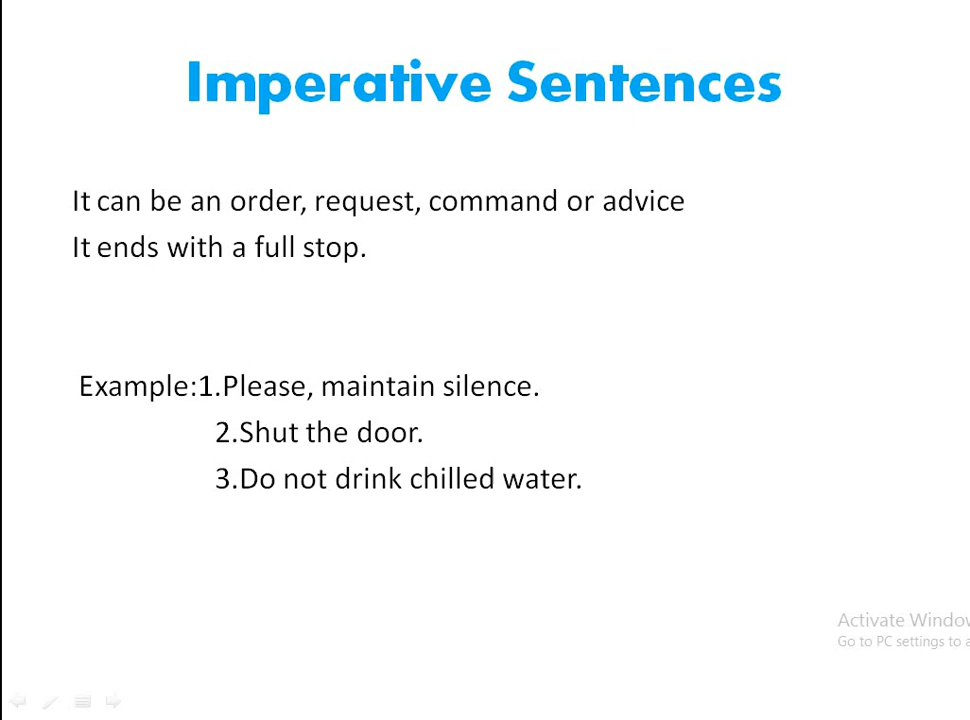 Imperative Sentences
It can be an order, request, command or advice
It ends with a full stop.
Example:1.Please, maintain silence.
2.Shut the door.
3.Do not drink chilled water.
Activate Window
Go to PC settings to a